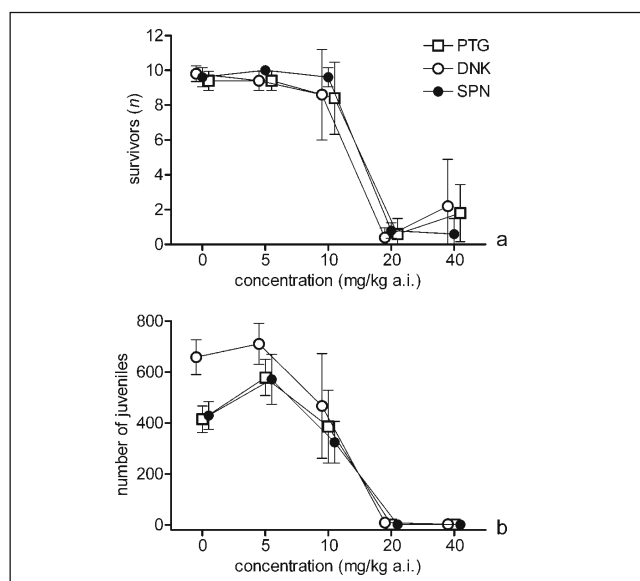 PTG
DNK
SPN
12
10
8
6
4
2
0
survivors (n)
0 5 10 20 40
concentration (mg/kg a.i.)
a
800
600
400
200
0
number of juveniles
0 5 10 20 40
concentration (mg/kg a.i.)
b